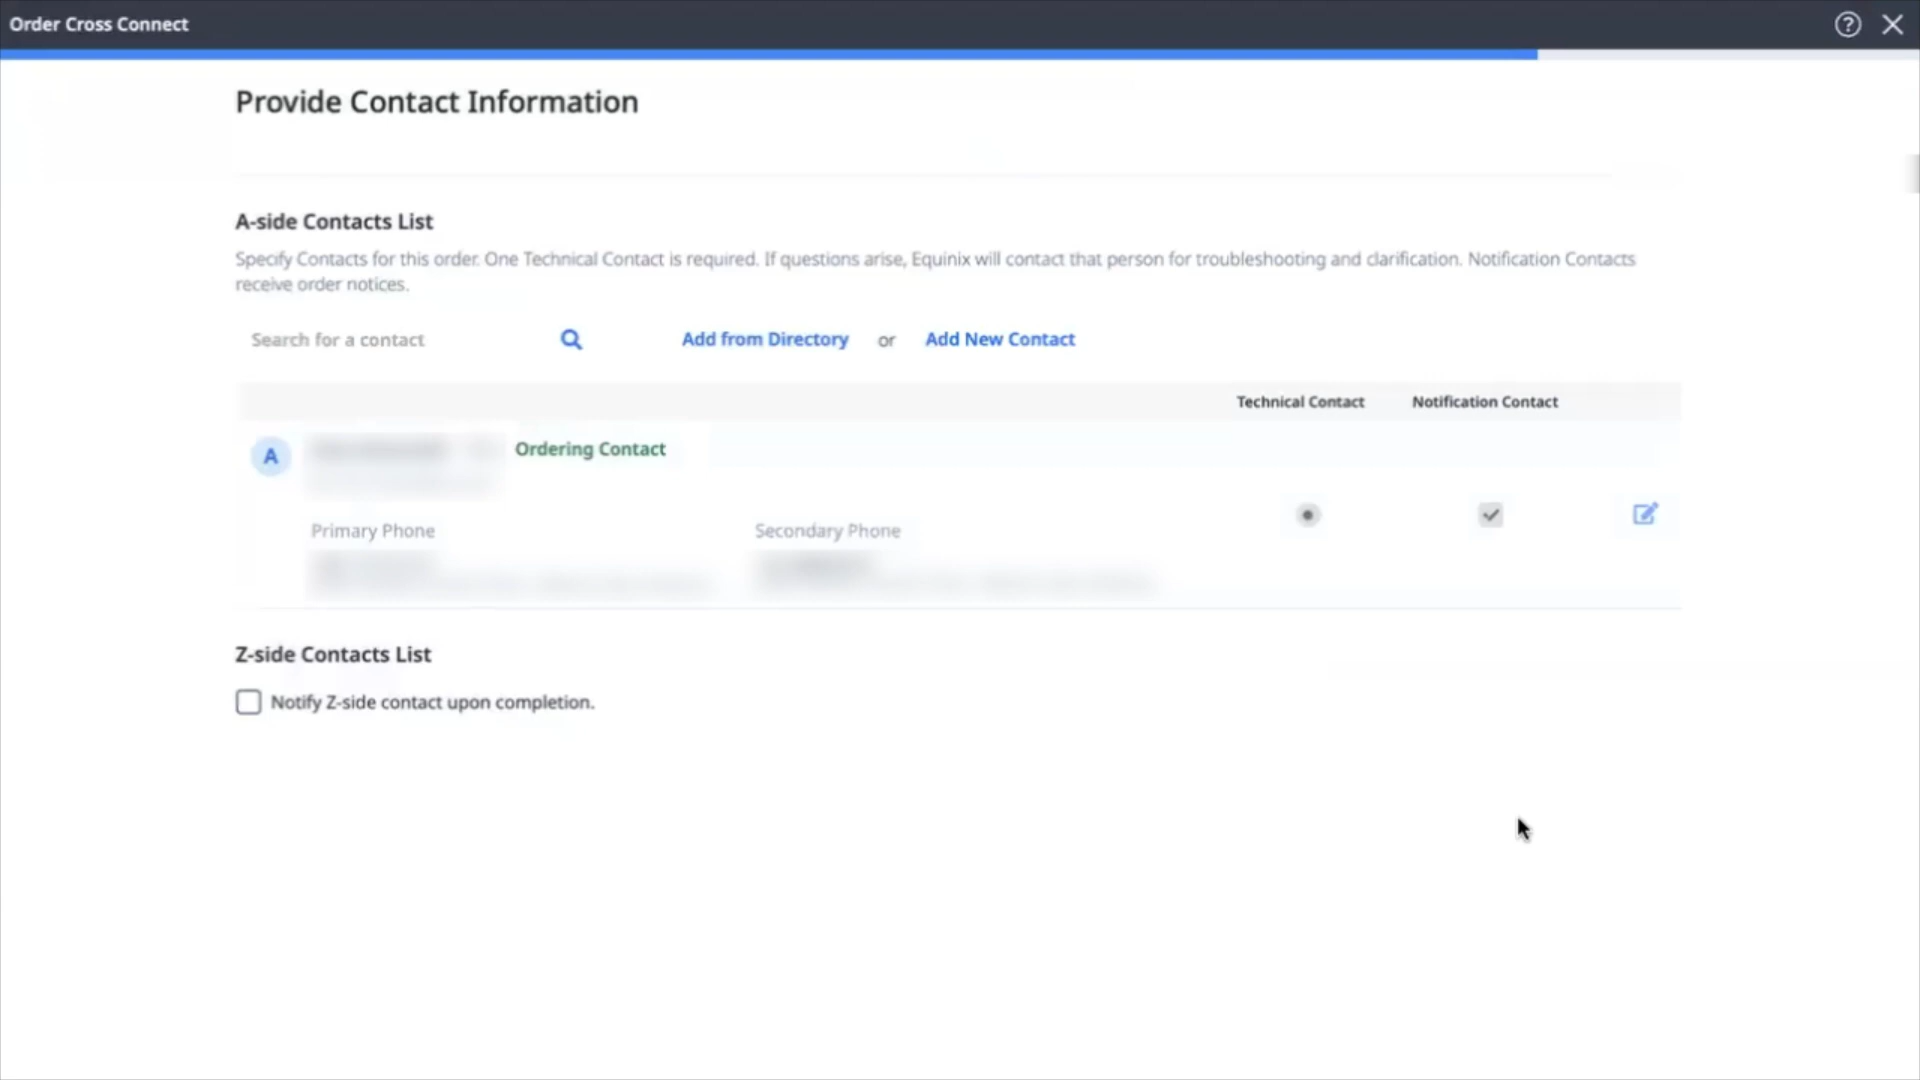 Order Cross Connect
Provide Contact Information
A-side Contacts List
Specify Contacts for this order. One Technical Contact is required. If questions arise, Equinix will contact that person for troubleshooting and clarification. Notification Contacts
receive order notices.
Search for a contact Add from Directory or Add New Contact
Technical Contact Notification Contact
A Ordering Contact
Primary Phone Secondary Phone
Z-side Contacts List
Notify Z-side contact upon completion.